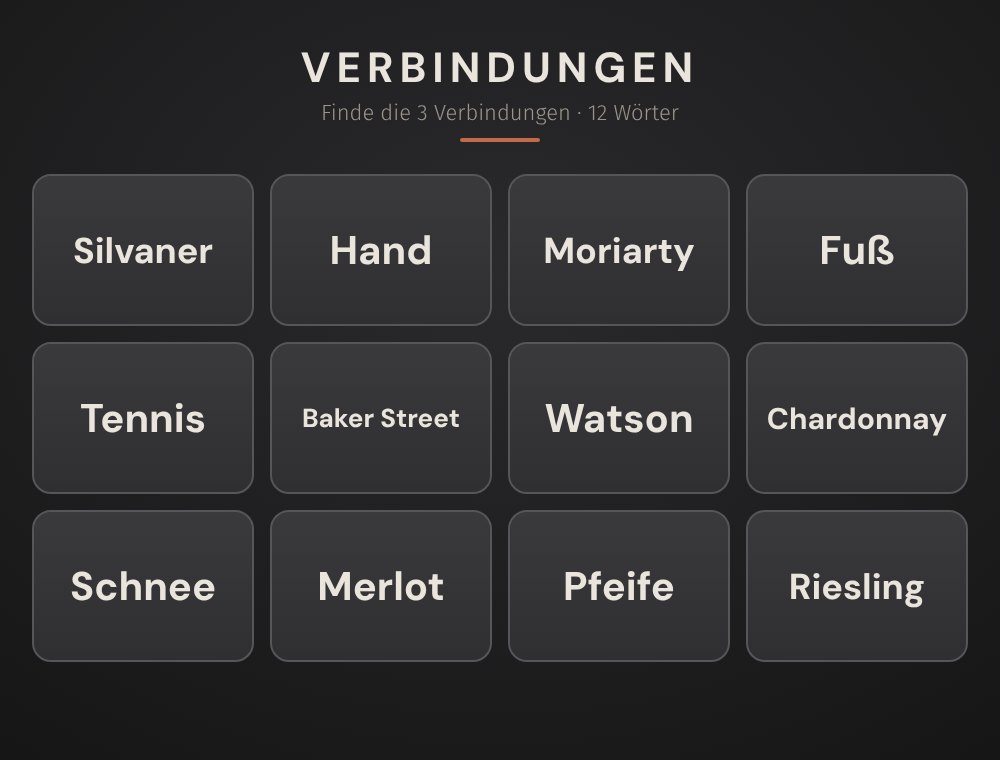 VERBINDUNGEN
Finde die 3 Verbindungen · 12 Wörter
Silvaner
Hand
Moriarty
Fuß
Tennis
Baker Street
Watson
Chardonnay
Schnee
Merlot
Pfeife
Riesling